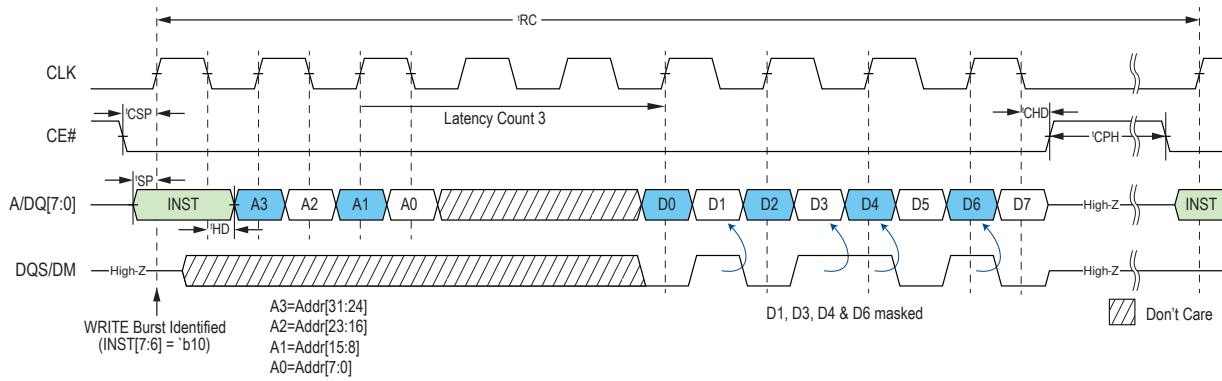 tRC
CLK
tCSP
Latency Count 3
tCHD
CE#
tCPH
tSP
A/DQ[7:0]
INST A3 A2 A1 A0 D0 D1 D2 D3 D4 D5 D6 D7 High-Z INST
tHD
DQS/DM High-Z High-Z
A3=Addr[31:24]
A2=Addr[23:16]
A1=Addr[15:8]
A0=Addr[7:0]
WRITE Burst Identified
(INST[7:6] = `b10)
D1, D3, D4 & D6 masked
Don't Care